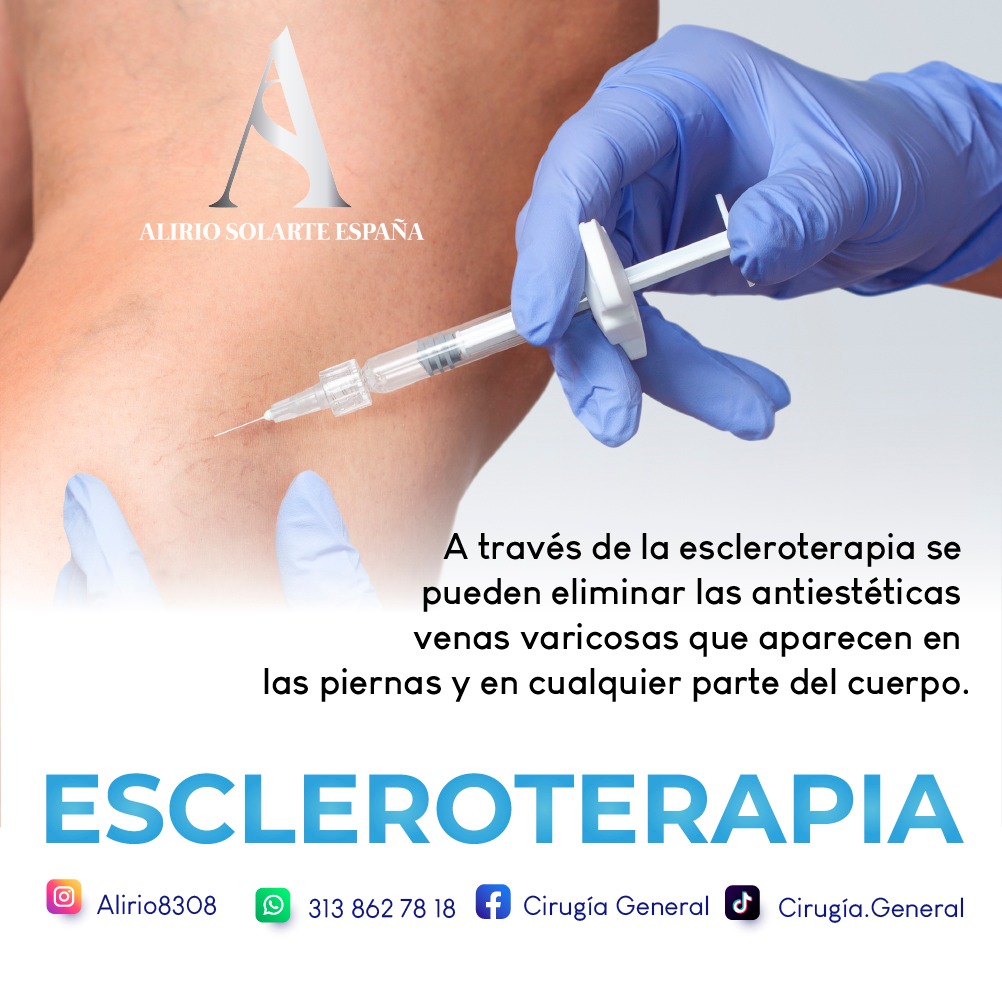 ALIRIO SOLARTE ESPAÑA
A través de la escleroterapia se
pueden eliminar las antiestéticas
venas varicosas que aparecen en
las piernas y en cualquier parte del cuerpo.
ESCLEROTERAPIA
Alirio8308
313 862 78 18
Cirugía General
Cirugía.General